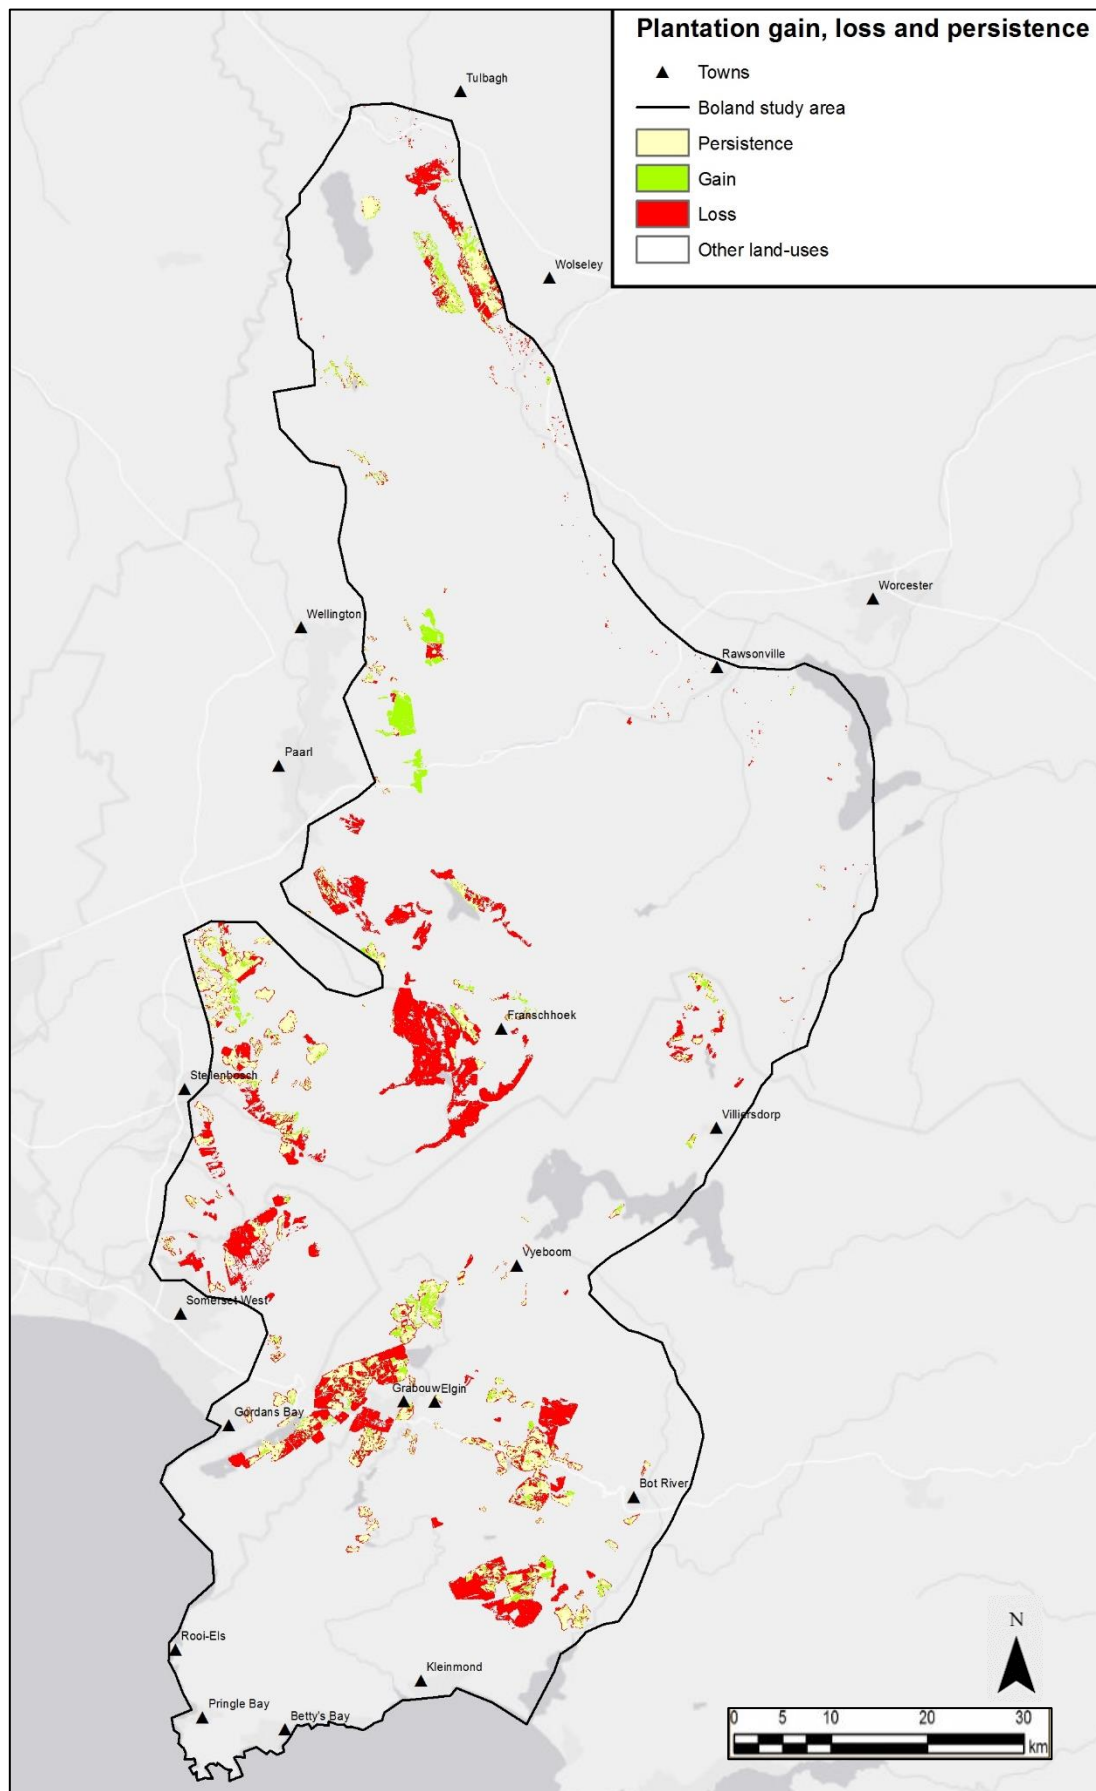 Plantation gain, loss and persistence
Towns
Boland study area
Persistence
Gain
Loss
Other land-uses
Tulbagh
Wolseley
Worcester
Wellington
Rawsonville
Paarl
Franschhoek
Stellenbosch
Villiersdorp
Vyeboom
Somerset West
Grabouw
Elgin
Gordans Bay
Bot River
Rooi-Els
Kleinmond
Pringle Bay
Betty's Bay
N
0 5 10 20 30
km